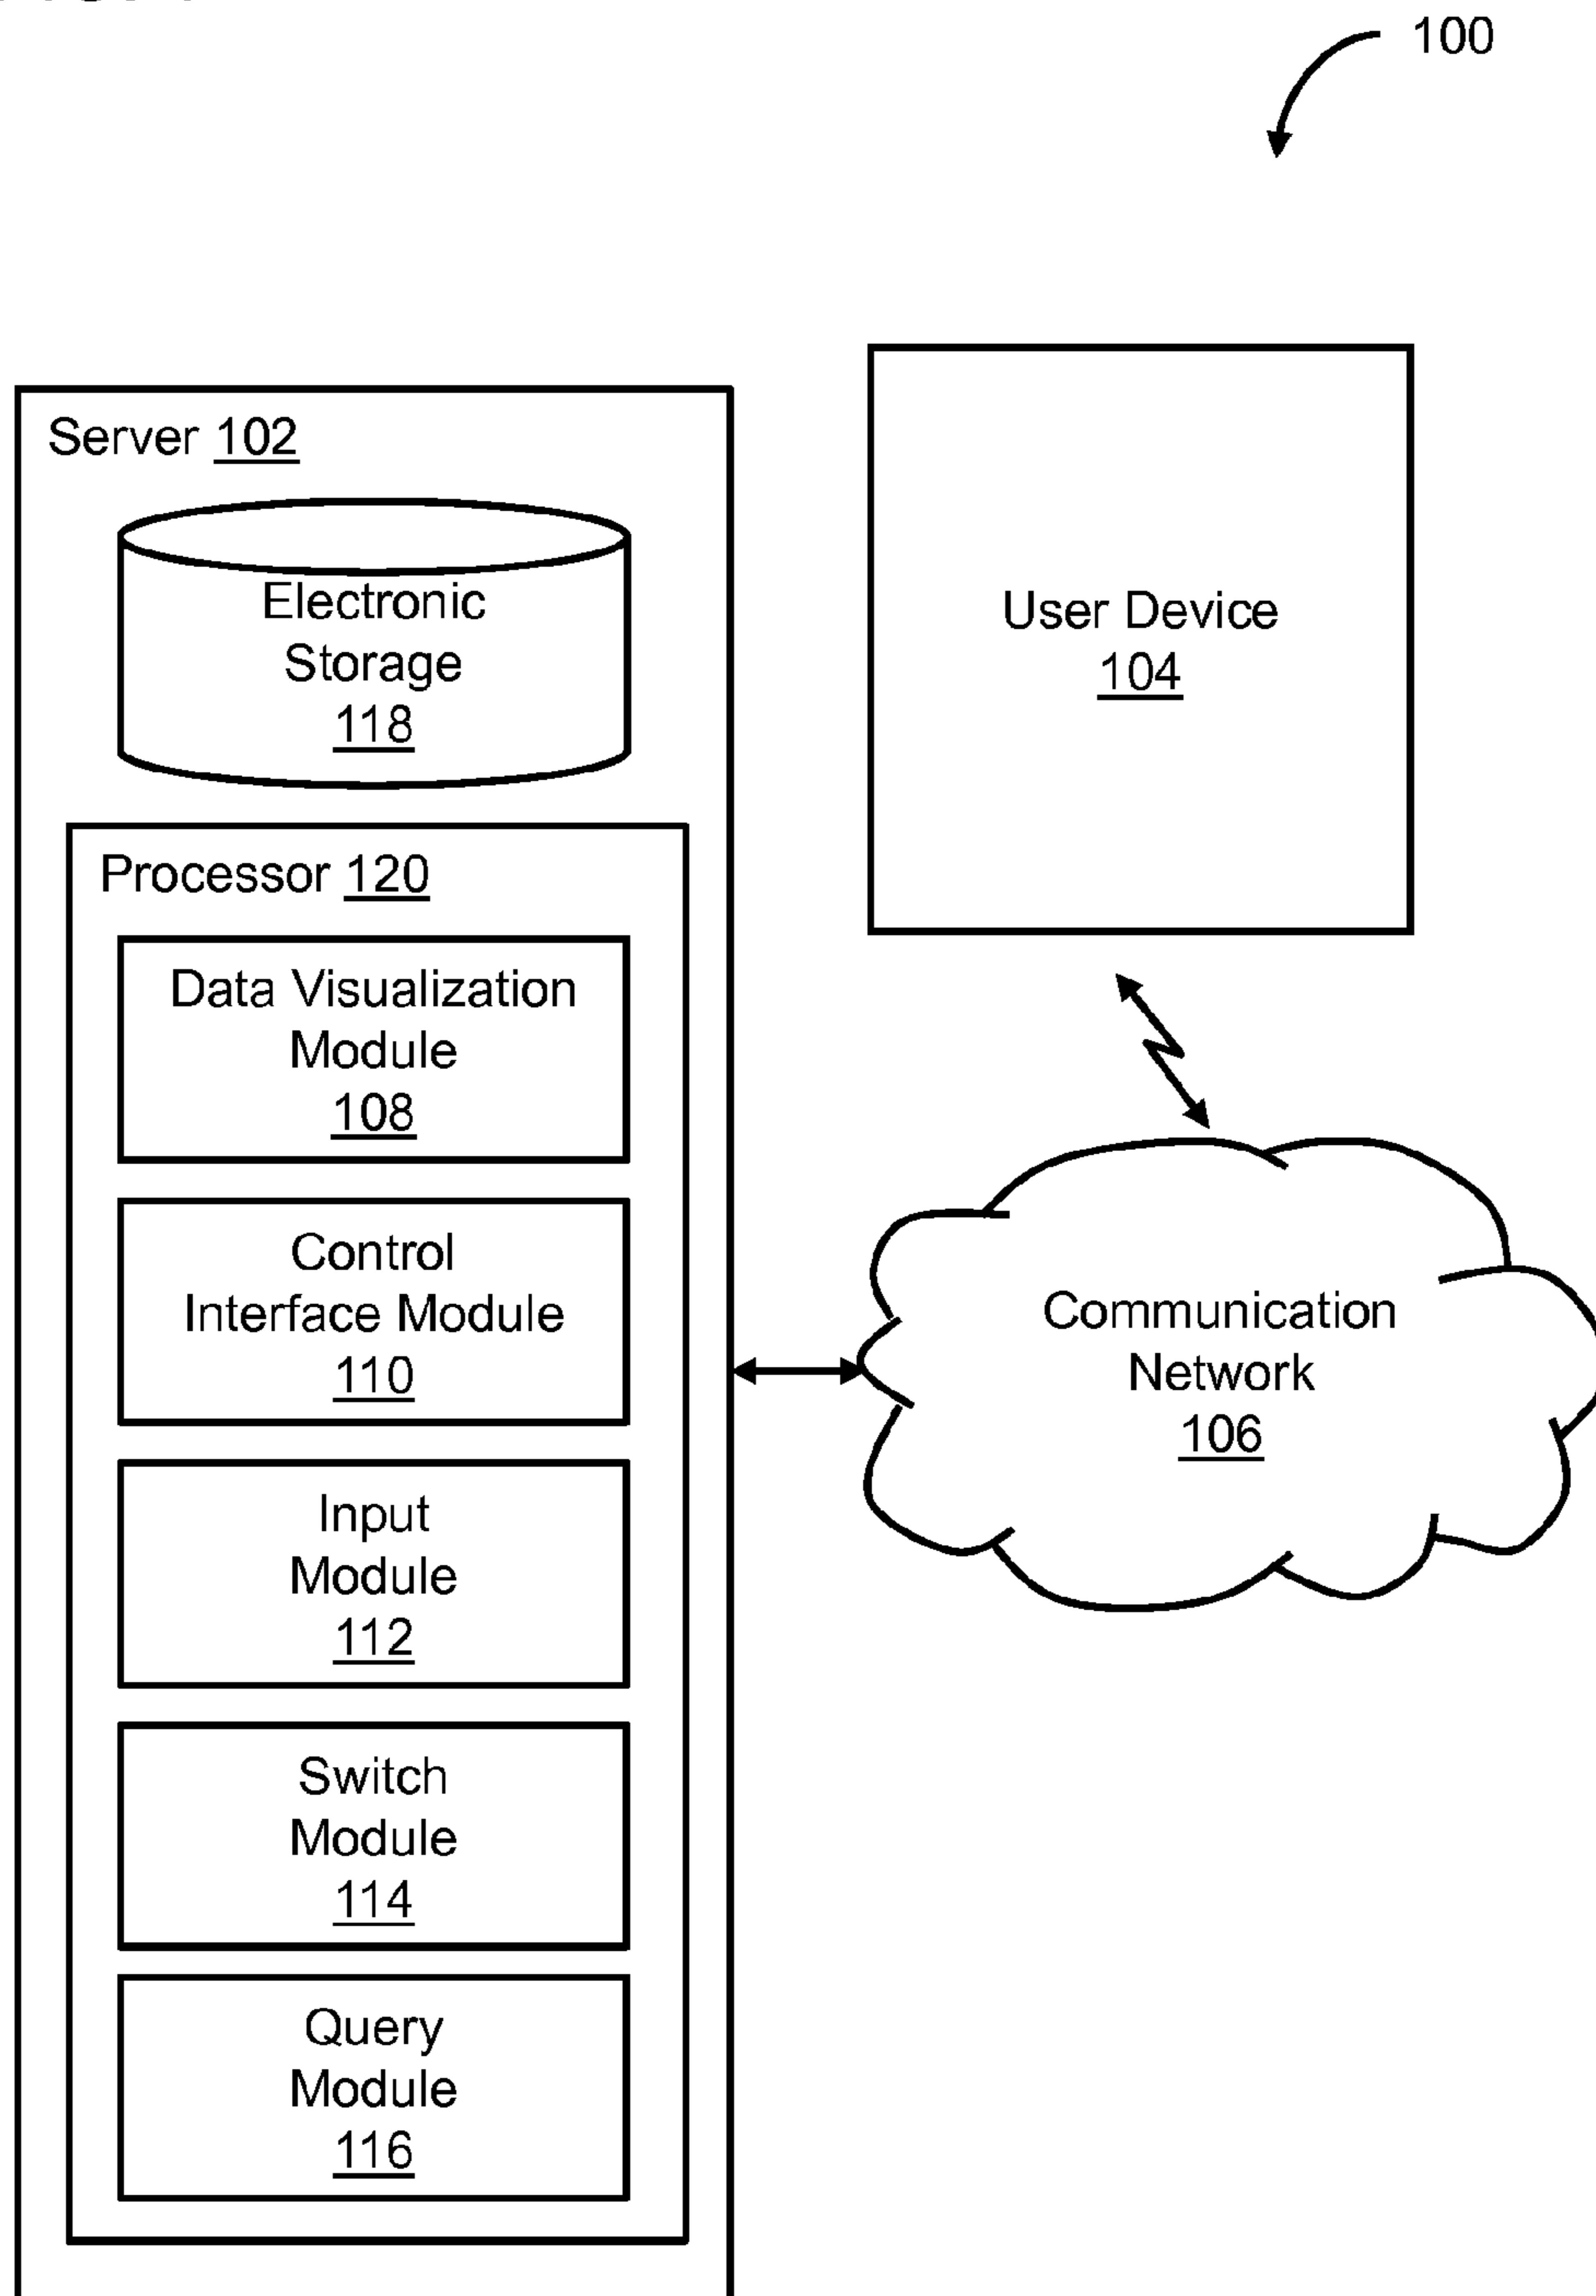 100
Server 102
Electronic
Storage
118
Processor 120
Data Visualization
Module
108
Control
Interface Module
110
Input
Module
112
Switch
Module
114
Query
Module
116
User Device
104
Communication
Network
106